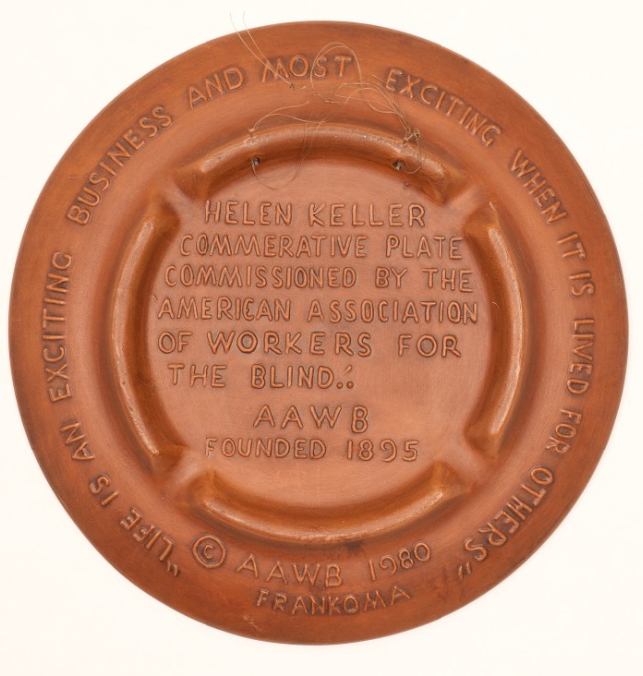 HELEN KELLER
COMMERATIVE PLATE
COMMISSIONED BY THE
AMERICAN ASSOCIATION
OF WORKERS FOR
THE BLIND.:
AAWB
FOUNDED 1895
"LIFE IS AN EXCITING BUSINESS AND MOST EXCITING WHEN IT IS LIVED FOR OTHERS"
© AAWB 1980
FRANKOMA